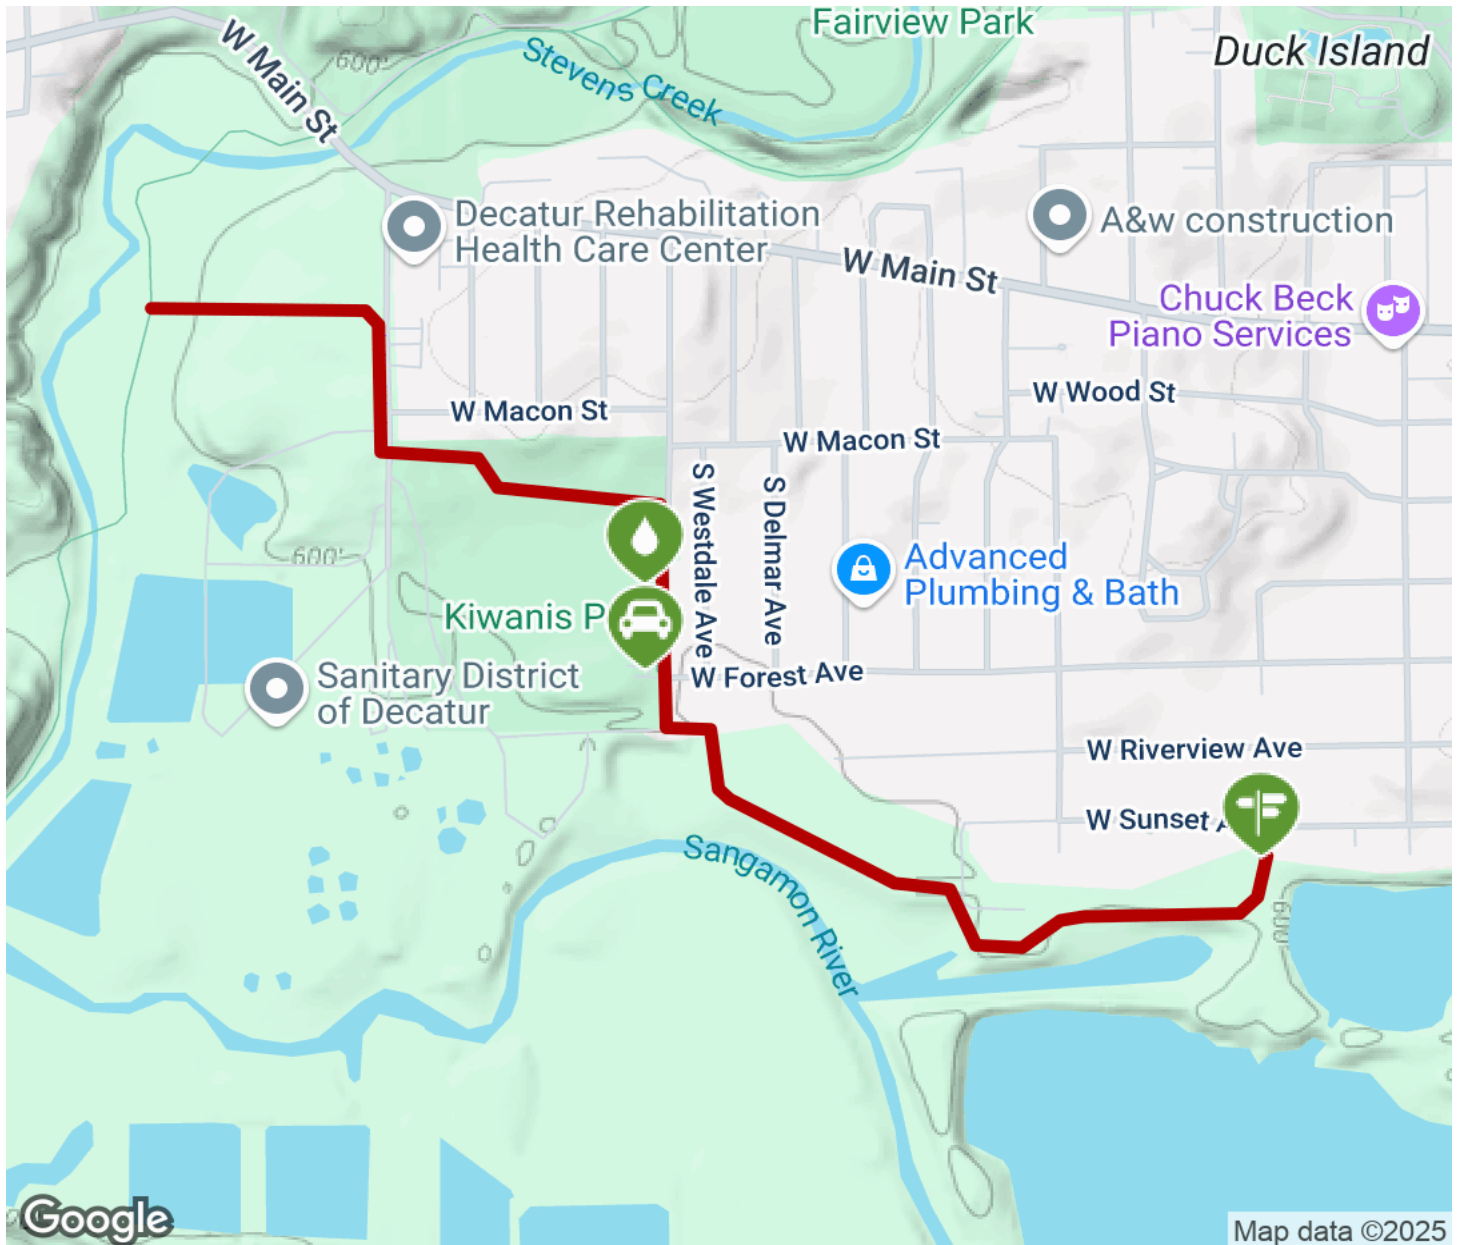 Fairview Park
Duck Island
W Main St
600'
Stevens Creek
Decatur Rehabilitation
Health Care Center
A&w construction
W Main St
Chuck Beck
Piano Services
W Wood St
W Macon St
W Macon St
S Westdale Ave
S Delmar Ave
600'
Advanced
Plumbing & Bath
Kiwanis P
Sanitary District
of Decatur
W Forest Ave
W Riverview Ave
W Sunset A
Sangamon River
600
Google
Map data ©2025